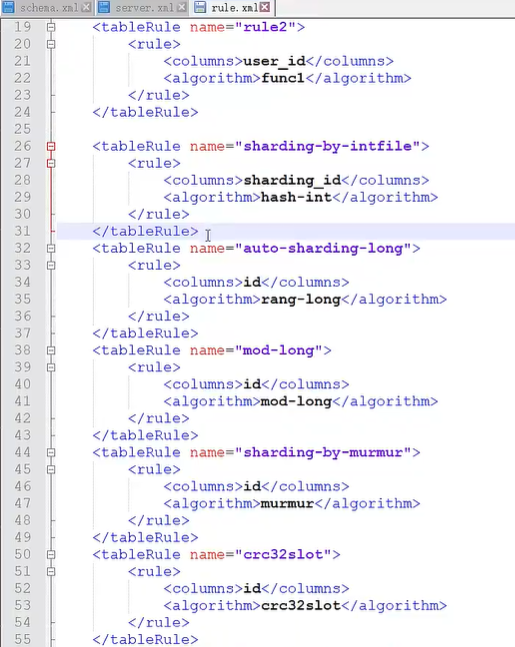 schema.xml server.xml rule.xml
19 <tableRule name="rule2">
20 <rule>
21 <columns>user_id</columns>
22 <algorithm>func1</algorithm>
23 </rule>
24 </tableRule>
25
26 <tableRule name="sharding-by-intfile">
27 <rule>
28 <columns>sharding_id</columns>
29 <algorithm>hash-int</algorithm>
30 </rule>
31 </tableRule>
32 <tableRule name="auto-sharding-long">
33 <rule>
34 <columns>id</columns>
35 <algorithm>rang-long</algorithm>
36 </rule>
37 </tableRule>
38 <tableRule name="mod-long">
39 <rule>
40 <columns>id</columns>
41 <algorithm>mod-long</algorithm>
42 </rule>
43 </tableRule>
44 <tableRule name="sharding-by-murmur">
45 <rule>
46 <columns>id</columns>
47 <algorithm>murmur</algorithm>
48 </rule>
49 </tableRule>
50 <tableRule name="crc32slot">
51 <rule>
52 <columns>id</columns>
53 <algorithm>crc32slot</algorithm>
54 </rule>
55 </tableRule>